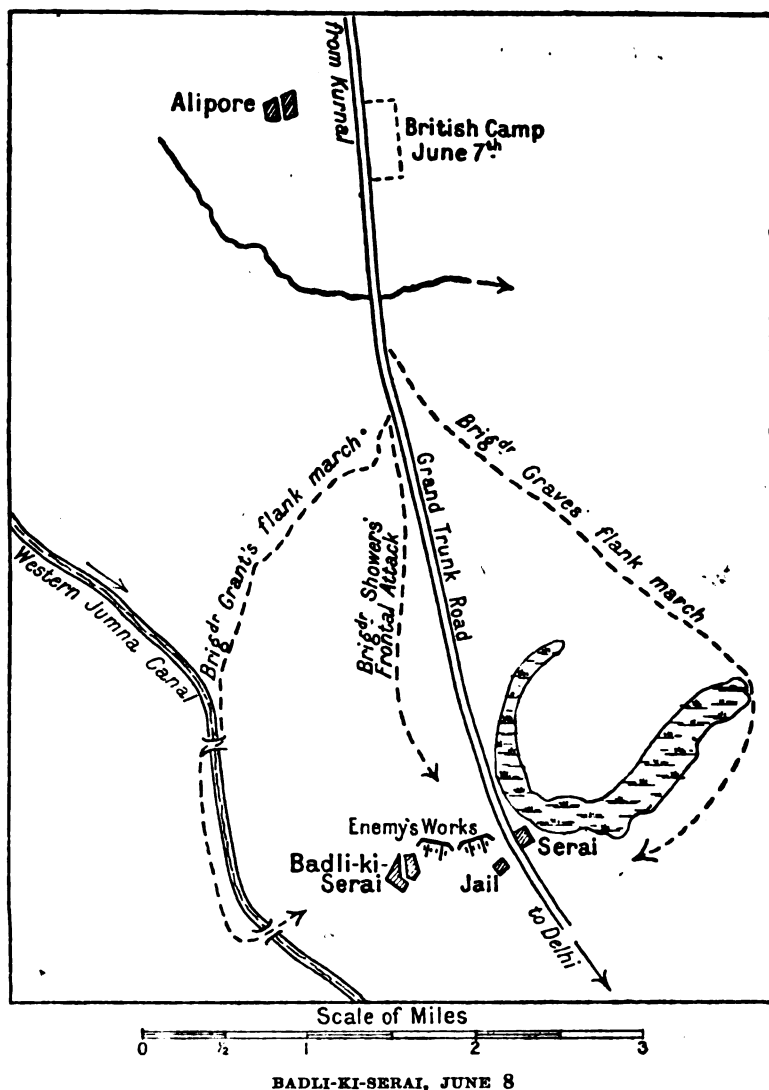 from Kurnal
Alipore
British Camp
June 7th
Brigdr Grant's flank march
Brigdr Showers'
Frontal Attack
Grand Trunk Road
Brigdr Graves' flank march
Western Jumna Canal
Enemy's Works
Badli-ki-
Serai
Serai
Jail
to Delhi
Scale of Miles
0 ½ 1 2 3
BADLI-KI-SERAI, JUNE 8